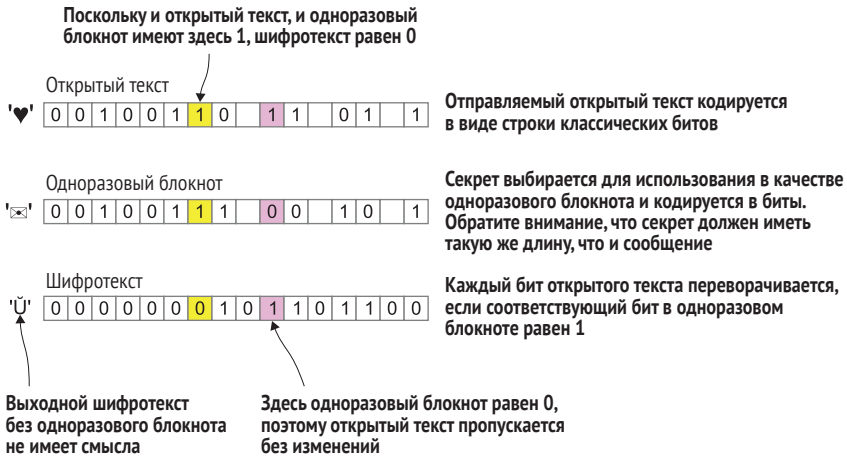 Поскольку и открытый текст, и одноразовый
блокнот имеют здесь 1, шифротекст равен 0
Открытый текст
'♥' 0 0 1 0 0 1 1 0 1 1 0 1 1
Отправляемый открытый текст кодируется
в виде строки классических битов
Одноразовый блокнот
'✉' 0 0 1 0 0 1 1 1 0 0 1 0 1
Секрет выбирается для использования в качестве
одноразового блокнота и кодируется в биты.
Обратите внимание, что секрет должен иметь
такую же длину, что и сообщение
Шифротекст
'Ŭ' 0 0 0 0 0 0 0 1 0 1 1 0 1 1 0 0
Каждый бит открытого текста переворачивается,
если соответствующий бит в одноразовом
блокноте равен 1
Выходной шифротекст
без одноразового блокнота
не имеет смысла
Здесь одноразовый блокнот равен 0,
поэтому открытый текст пропускается
без изменений